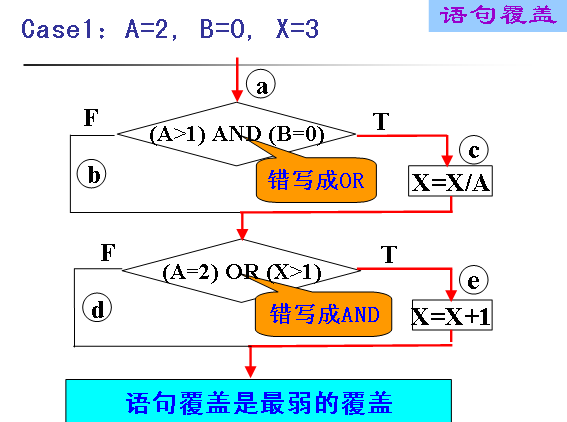 语句覆盖
Case1: A=2, B=0, X=3
a
F
(A>1) AND (B=0)
T
b
错写成OR
c
X=X/A
F
(A=2) OR (X>1)
T
d
错写成AND
e
X=X+1
语句覆盖是最弱的覆盖